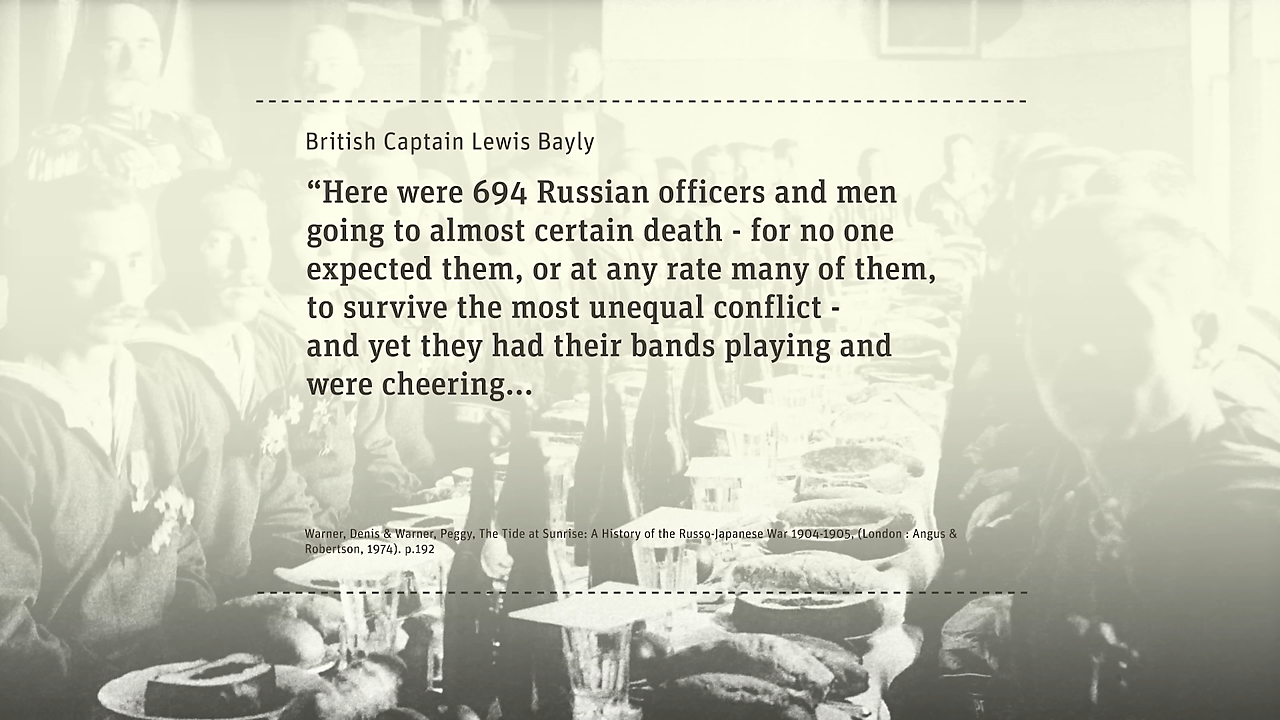 British Captain Lewis Bayly
“Here were 694 Russian officers and men
going to almost certain death - for no one
expected them, or at any rate many of them,
to survive the most unequal conflict -
and yet they had their bands playing and
were cheering...
Warner, Denis & Warner, Peggy, The Tide at Sunrise: A History of the Russo-Japanese War 1904-1905, (London : Angus &
Robertson, 1974). p.192